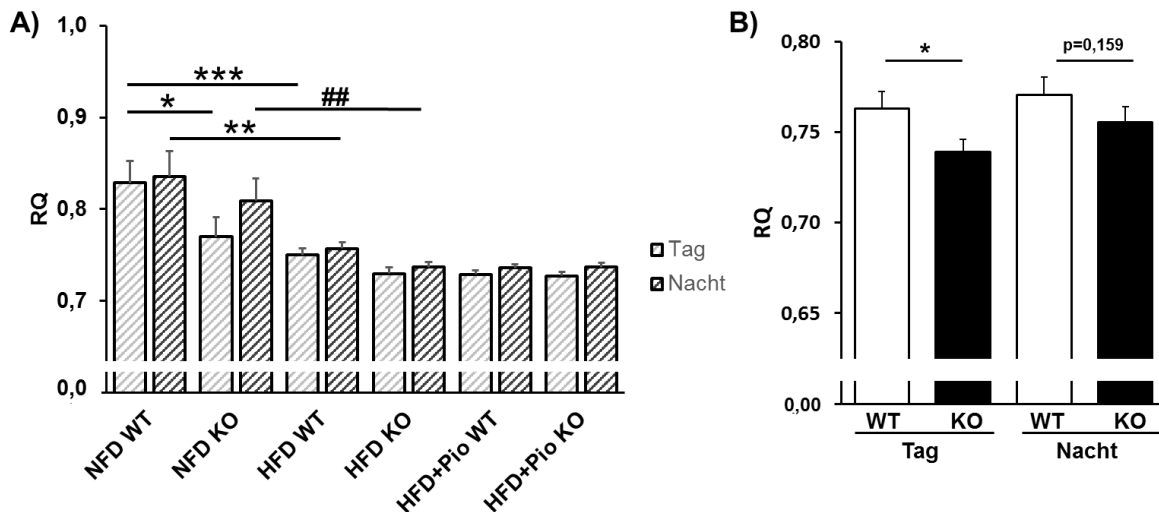 A)
1,0
0,9
0,8
0,7
0,0
RQ
***
*
##
**
Tag
Nacht
NFD WT
NFD KO
HFD WT
HFD KO
HFD+Pio WT
HFD+Pio KO
B)
0,80
0,75
0,70
0,65
0,00
RQ
*
p=0,159
WT KO WT KO
Tag Nacht